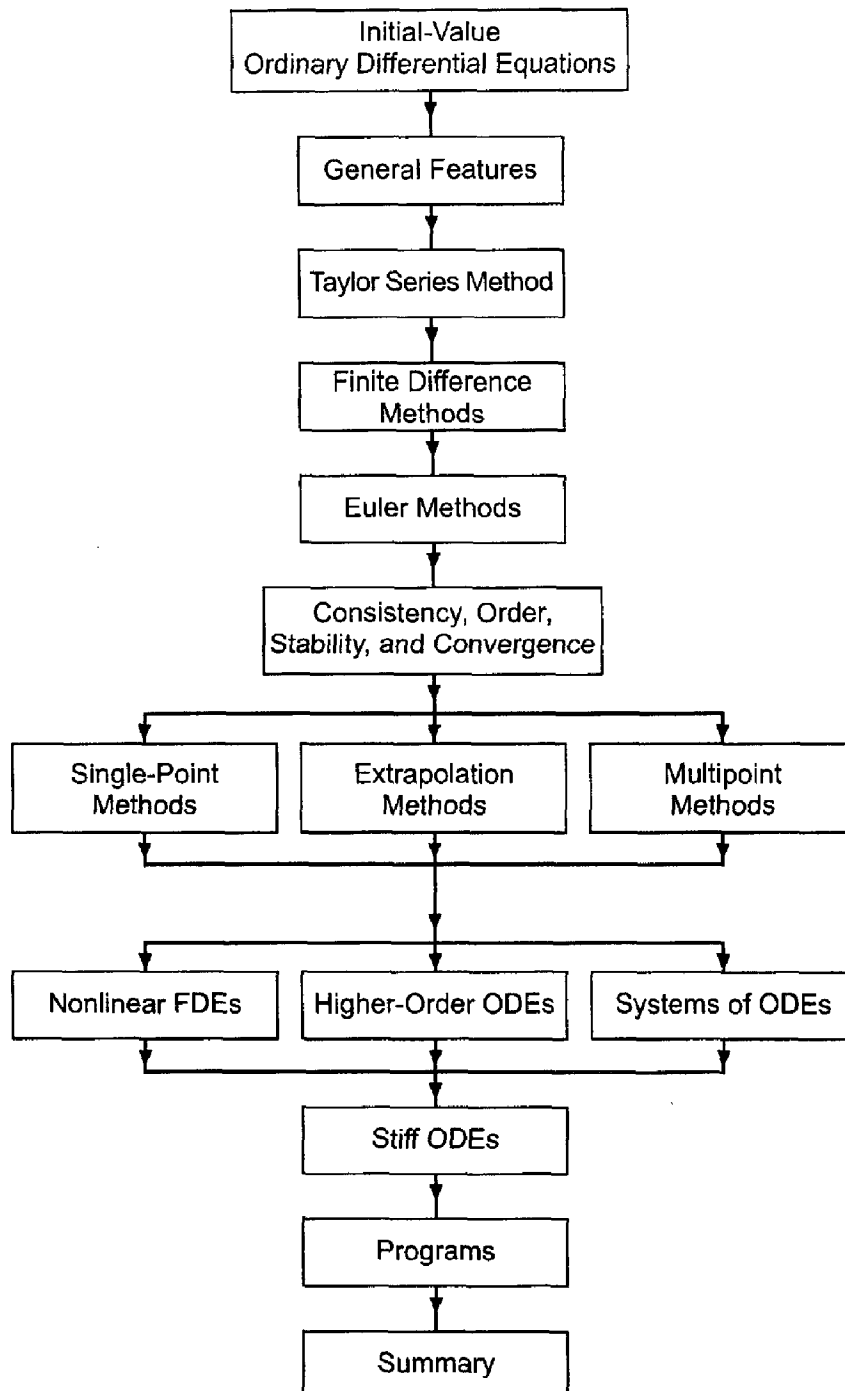 Initial-Value
Ordinary Differential Equations
General Features
Taylor Series Method
Finite Difference
Methods
Euler Methods
Consistency, Order,
Stability, and Convergence
Single-Point
Methods
Extrapolation
Methods
Multipoint
Methods
Nonlinear FDEs
Higher-Order ODEs
Systems of ODEs
Stiff ODEs
Programs
Summary